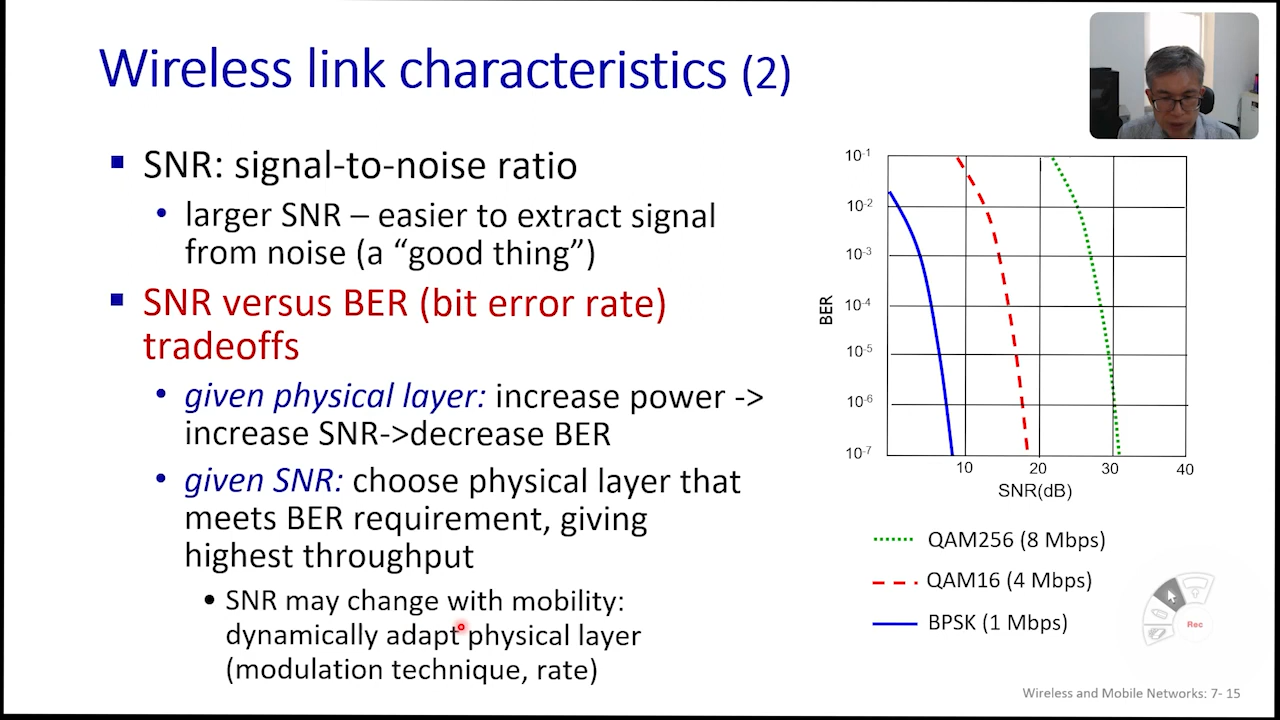 Wireless link characteristics (2)
▪ SNR: signal-to-noise ratio
• larger SNR – easier to extract signal
from noise (a “good thing”)
▪ SNR versus BER (bit error rate)
tradeoffs
• given physical layer: increase power ->
increase SNR->decrease BER
• given SNR: choose physical layer that
meets BER requirement, giving
highest throughput
• SNR may change with mobility:
dynamically adapt physical layer
(modulation technique, rate)
10-1
10-2
10-3
10-4
10-5
10-6
10-7
BER
10 20 30 40
SNR(dB)
QAM256 (8 Mbps)
QAM16 (4 Mbps)
BPSK (1 Mbps)
Rec
Wireless and Mobile Networks: 7- 15